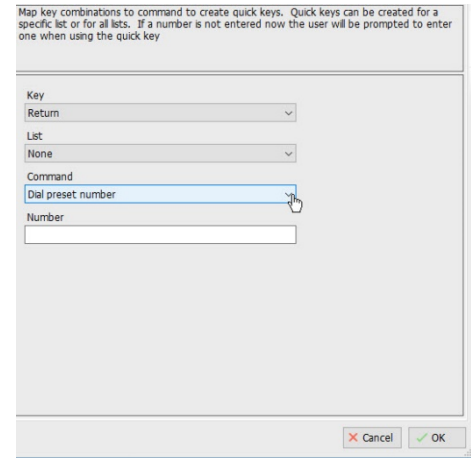 Map key combinations to command to create quick keys.  Quick keys can be created for a
specific list or for all lists.  If a number is not entered now the user will be prompted to enter
one when using the quick key
Key
Return
List
None
Command
Dial preset number
Number
Cancel
OK